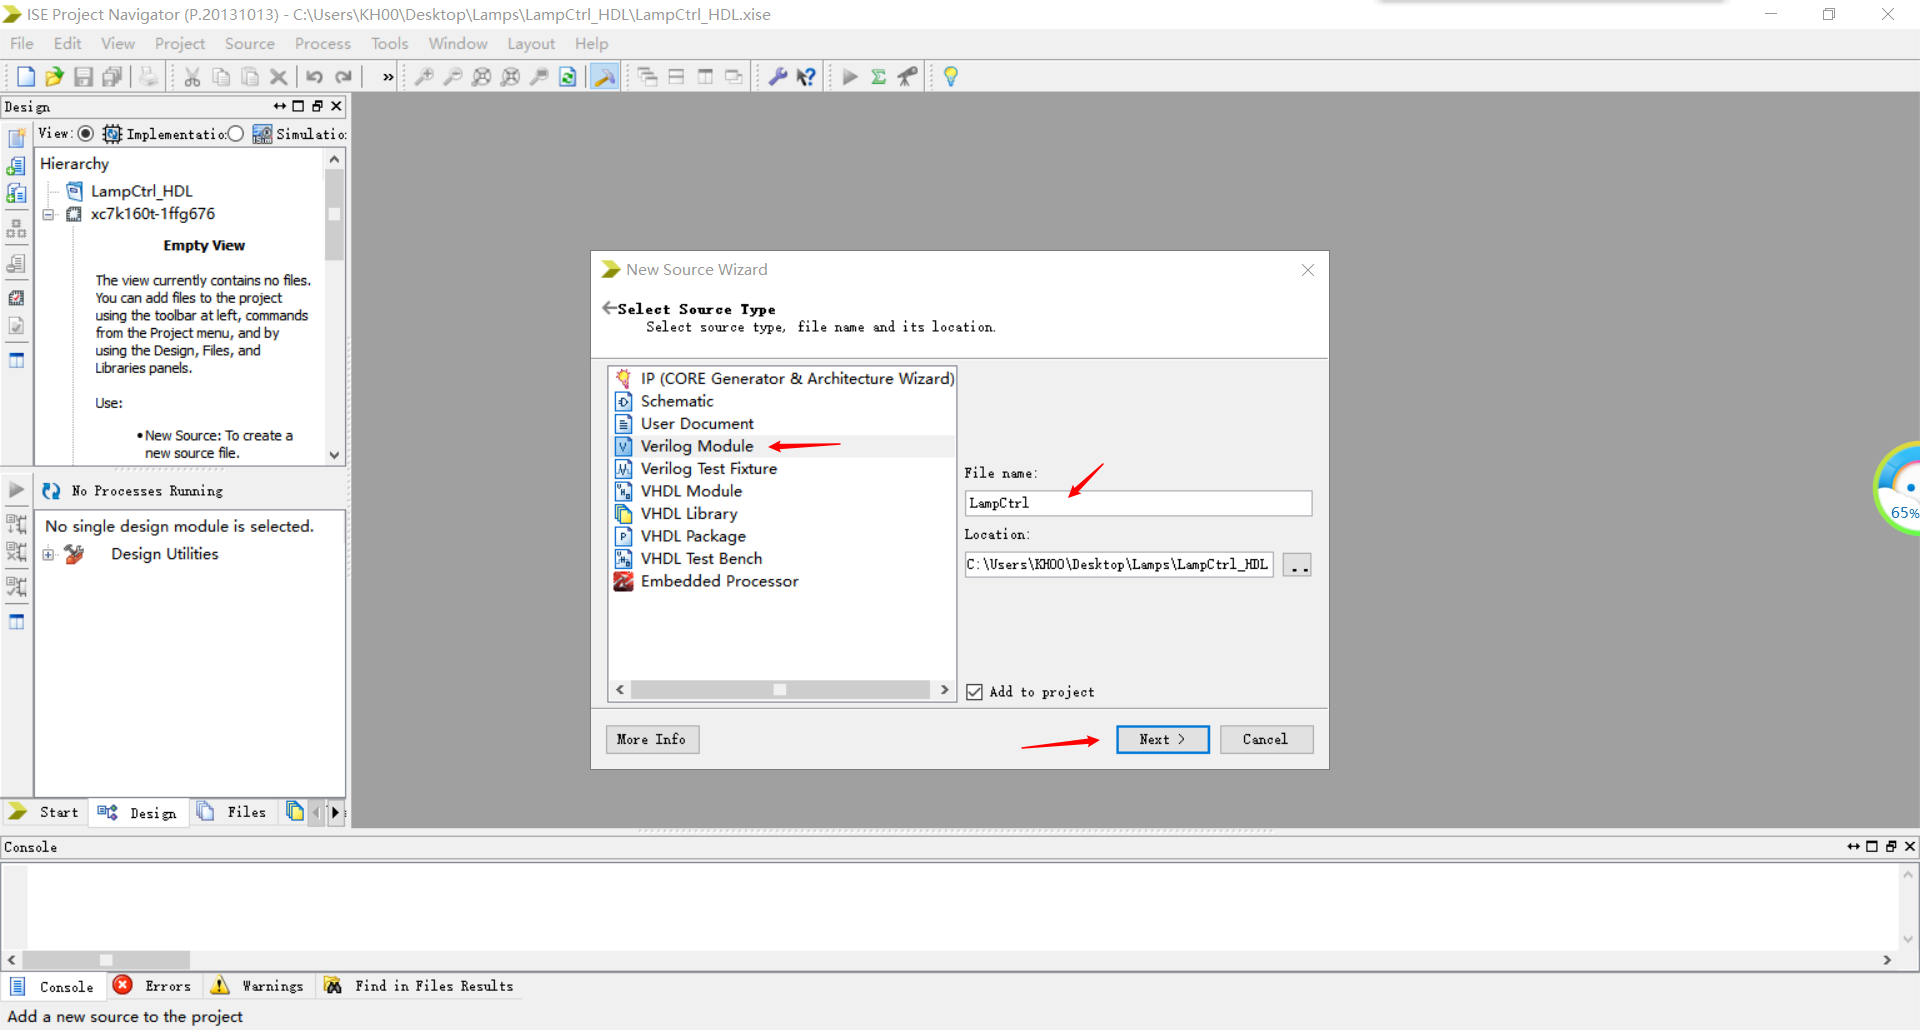 ISE Project Navigator (P.20131013) - C:\Users\KH00\Desktop\Lamps\LampCtrl_HDL\LampCtrl_HDL.xise
File Edit View Project Source Process Tools Window Layout Help
»
Design
View: Implementatio: Simulatio:
Hierarchy
LampCtrl_HDL
xc7k160t-1ffg676
Empty View
The view currently contains no files.
You can add files to the project
using the toolbar at left, commands
from the Project menu, and by
using the Design, Files, and
Libraries panels.
Use:
•New Source: To create a
new source file.
No Processes Running
No single design module is selected.
Design Utilities
Start Design Files
New Source Wizard
Select Source Type
Select source type, file name and its location.
IP (CORE Generator & Architecture Wizard)
Schematic
User Document
Verilog Module
Verilog Test Fixture
VHDL Module
VHDL Library
VHDL Package
VHDL Test Bench
Embedded Processor
File name:
LampCtrl
Location:
C:\Users\KH00\Desktop\Lamps\LampCtrl_HDL
..
Add to project
More Info
Next >
Cancel
65%
Console
Console Errors Warnings Find in Files Results
Add a new source to the project